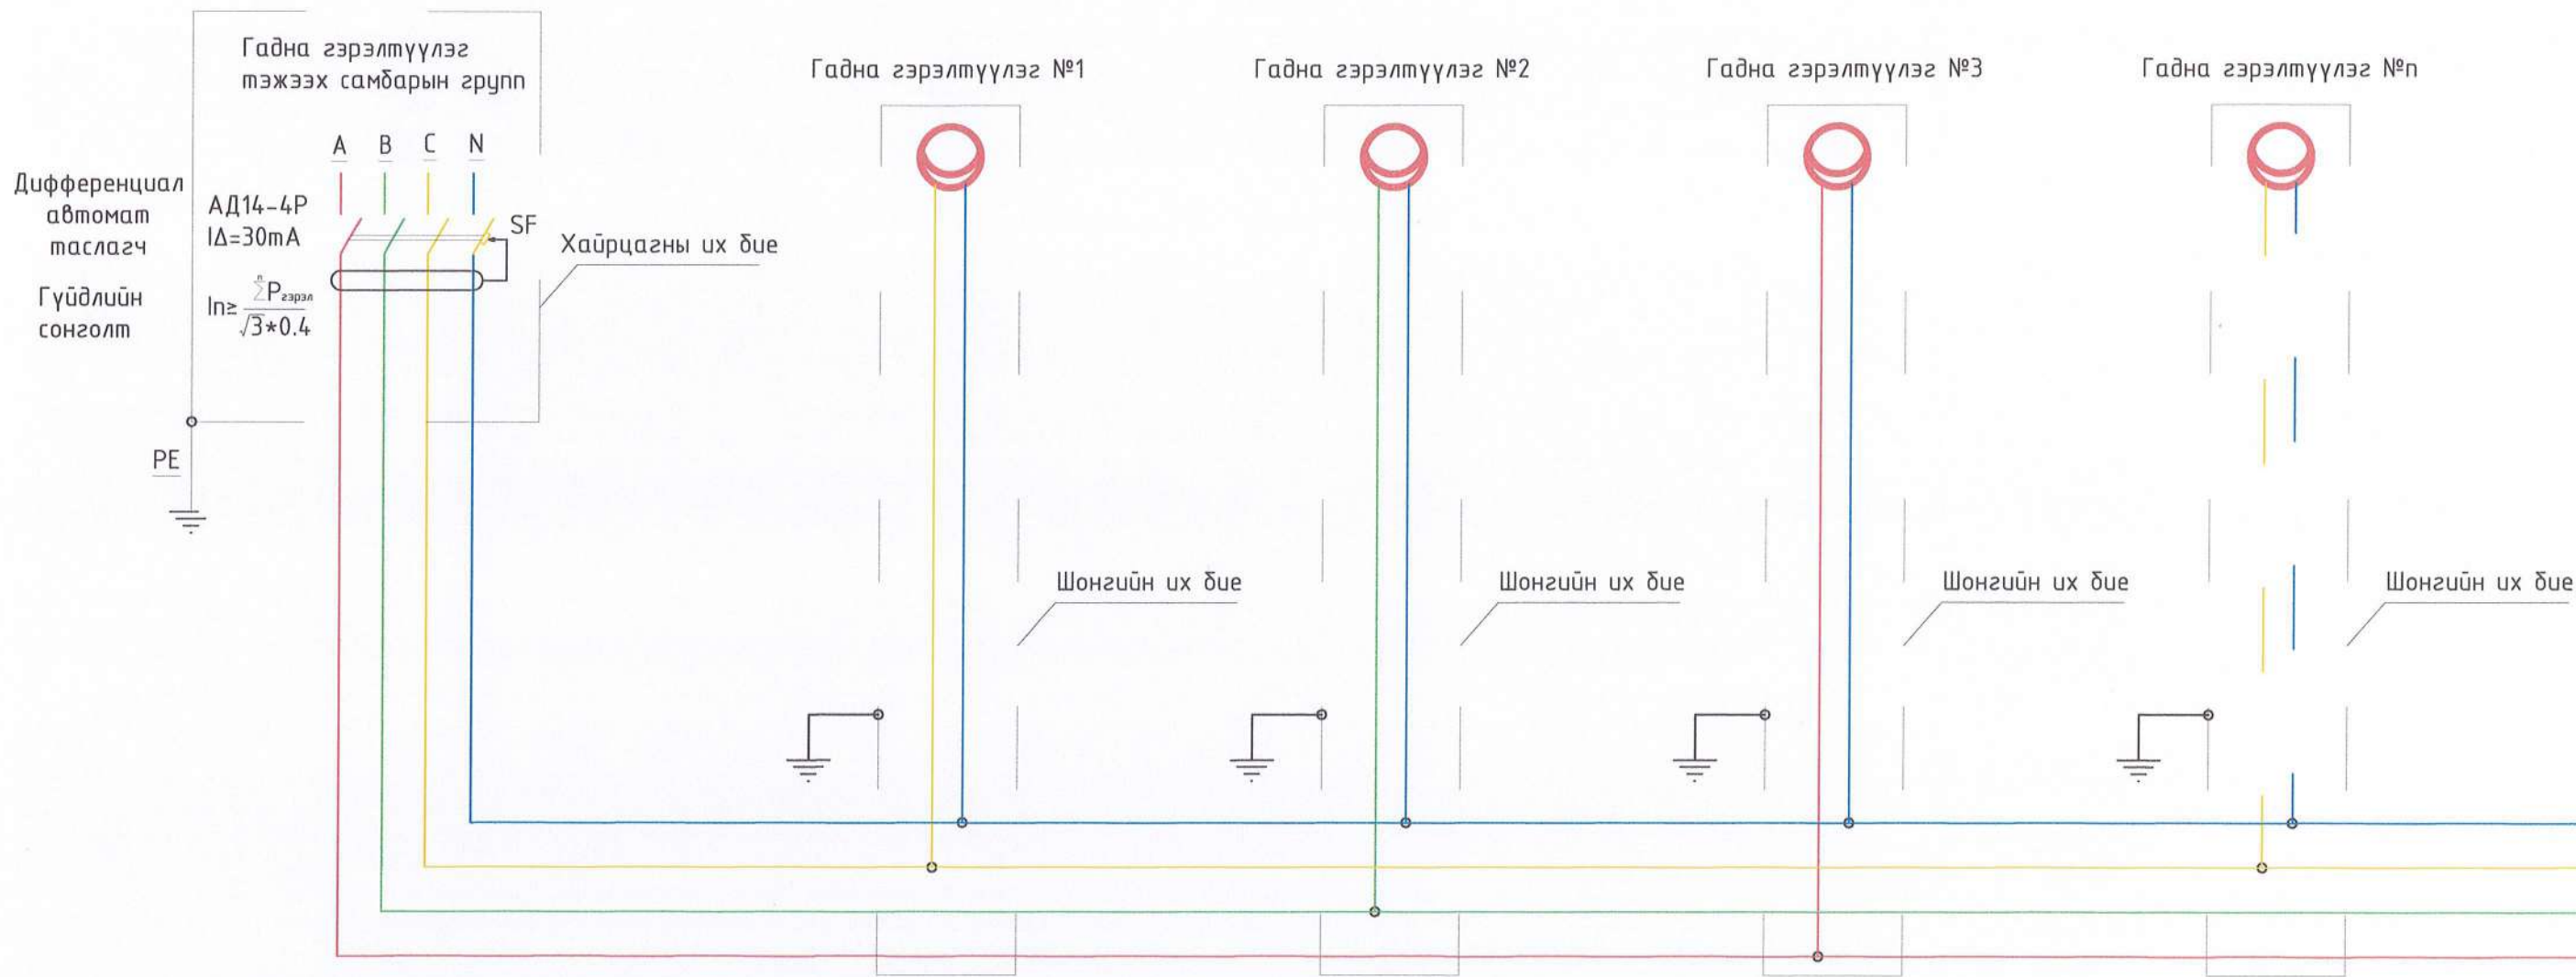 Гадна гэрэлтүүлэг
тэжээх самбарын групп
A B C N
Дифференциал
автомат
таслагч
АД14-4P
IΔ=30mA
SF
Хайрцагны их бие
Гүйдлийн
сонголт
In≥ n∑Pгэрэл
√3*0.4
PE
Гадна гэрэлтүүлэг №1
Гадна гэрэлтүүлэг №2
Гадна гэрэлтүүлэг №3
Гадна гэрэлтүүлэг №n
Шонгийн их бие
Шонгийн их бие
Шонгийн их бие
Шонгийн их бие